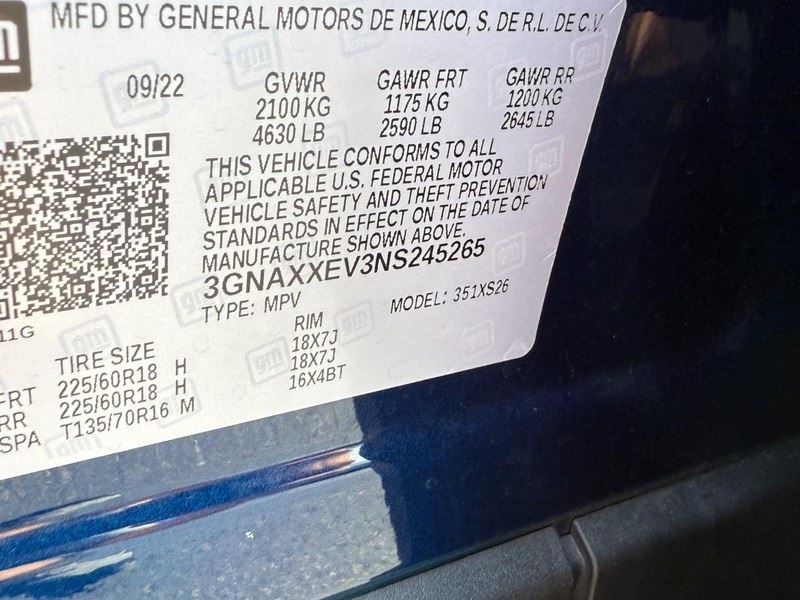 gm
MFD BY GENERAL MOTORS DE MEXICO, S. DE R.L. DE C.V.
09/22 GVWR GAWR FRT GAWR RR
2100 KG 1175 KG 1200 KG
4630 LB 2590 LB 2645 LB
THIS VEHICLE CONFORMS TO ALL
APPLICABLE U.S. FEDERAL MOTOR
VEHICLE SAFETY AND THEFT PREVENTION
STANDARDS IN EFFECT ON THE DATE OF
MANUFACTURE SHOWN ABOVE.
3GNAXXEV3NS245265
TYPE: MPV MODEL: 351XS26
11G
TIRE SIZE RIM
FRT 225/60R18 H 18X7J
RR 225/60R18 H 18X7J
SPA T135/70R16 M 16X4BT